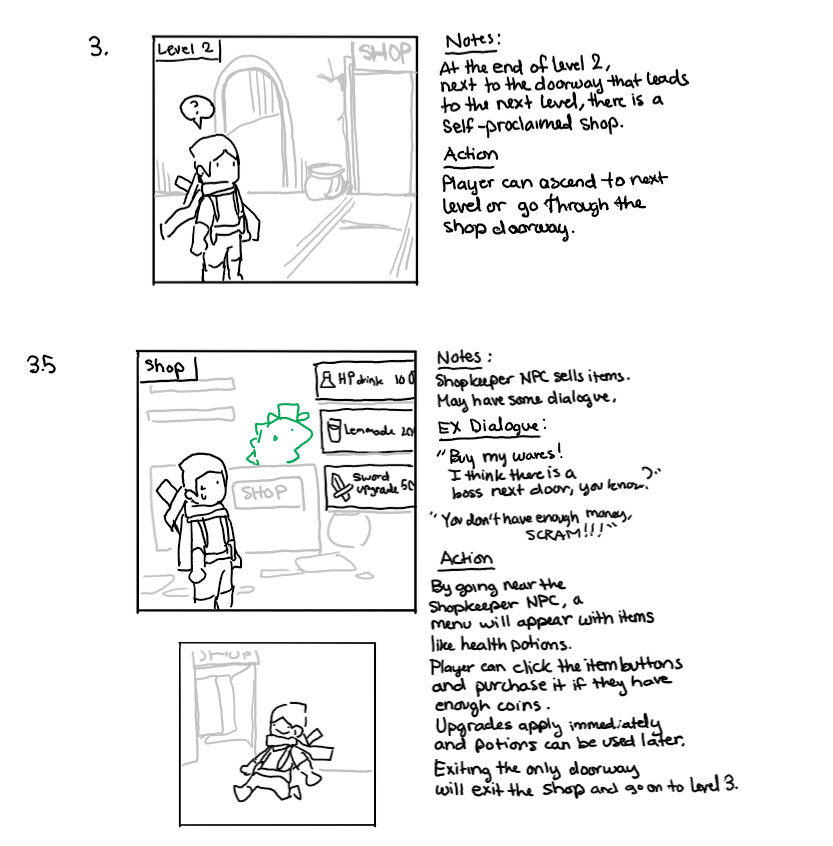 3.
Level 2
SHOP
?
Notes:
At the end of level 2,
next to the doorway that leads
to the next level, there is a
Self-proclaimed shop.
Action
Player can ascend to next
level or go through the
shop doorway.
3.5
Shop
HP drink 100
Lemonade 20
Sword
upgrade 50
SHOP
Notes:
Shopkeeper NPC sells items.
May have some dialogue.
EX Dialogue:
"Buy my wares!
I think there is a
boss next door, you know?"
"You don't have enough money,
SCRAM!!!"
Action
By going near the
Shopkeeper NPC, a
menu will appear with items
like health potions.
Player can click the item buttons
and purchase it if they have
enough coins.
Upgrades apply immediately
and potions can be used later.
Exiting the only doorway
will exit the shop and go on to level 3.
SHOP